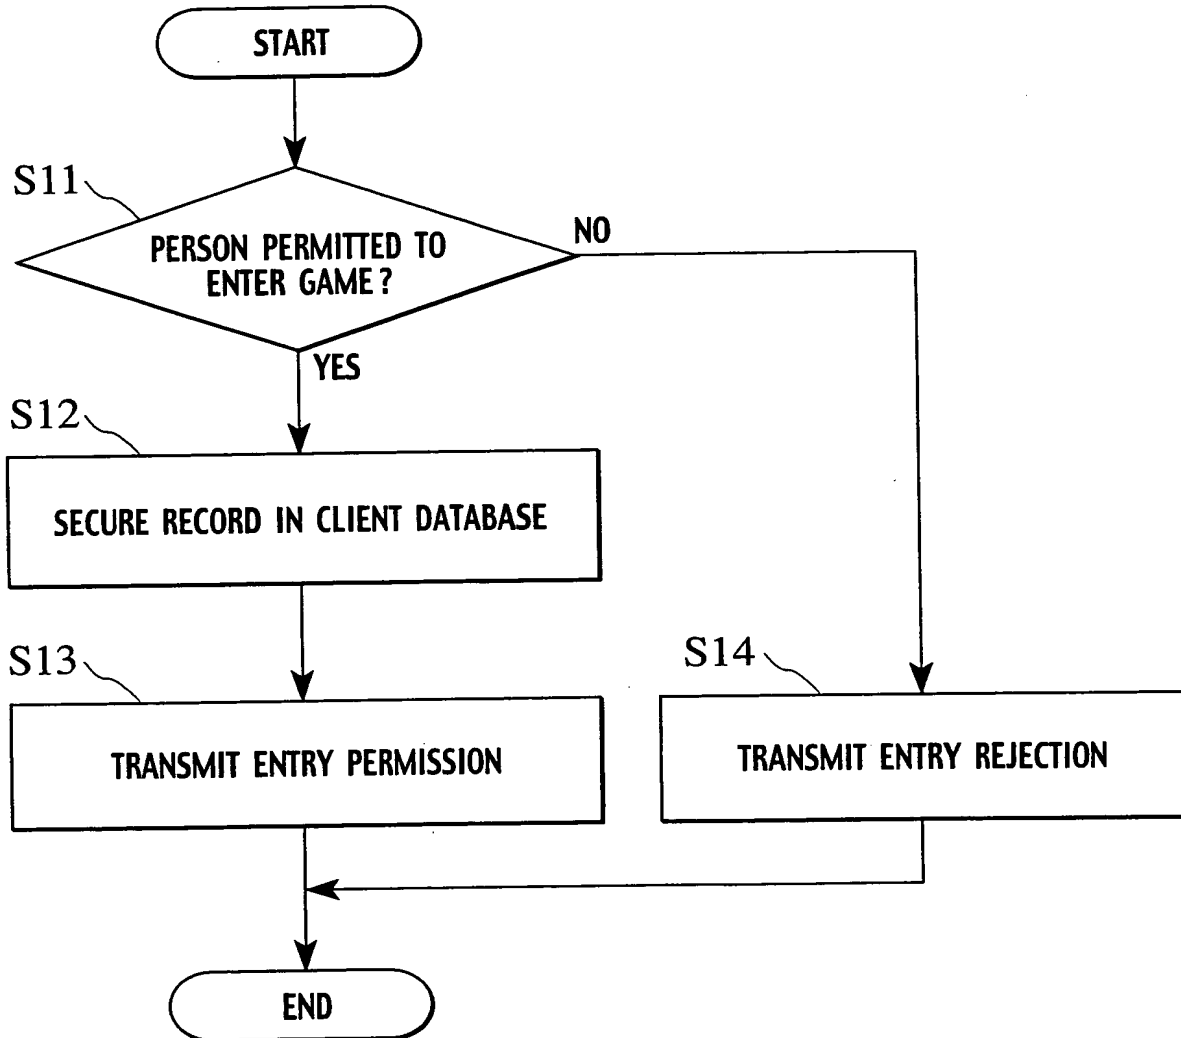 START
S11
PERSON PERMITTED TO
ENTER GAME?
NO
YES
S12
SECURE RECORD IN CLIENT DATABASE
S13
TRANSMIT ENTRY PERMISSION
S14
TRANSMIT ENTRY REJECTION
END